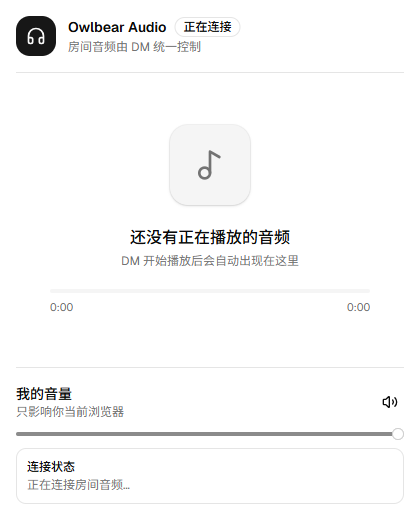 Owlbear Audio 正在连接
房间音频由 DM 统一控制
还没有正在播放的音频
DM 开始播放后会自动出现在这里
0:00 0:00
我的音量
只影响你当前浏览器
连接状态
正在连接房间音频...